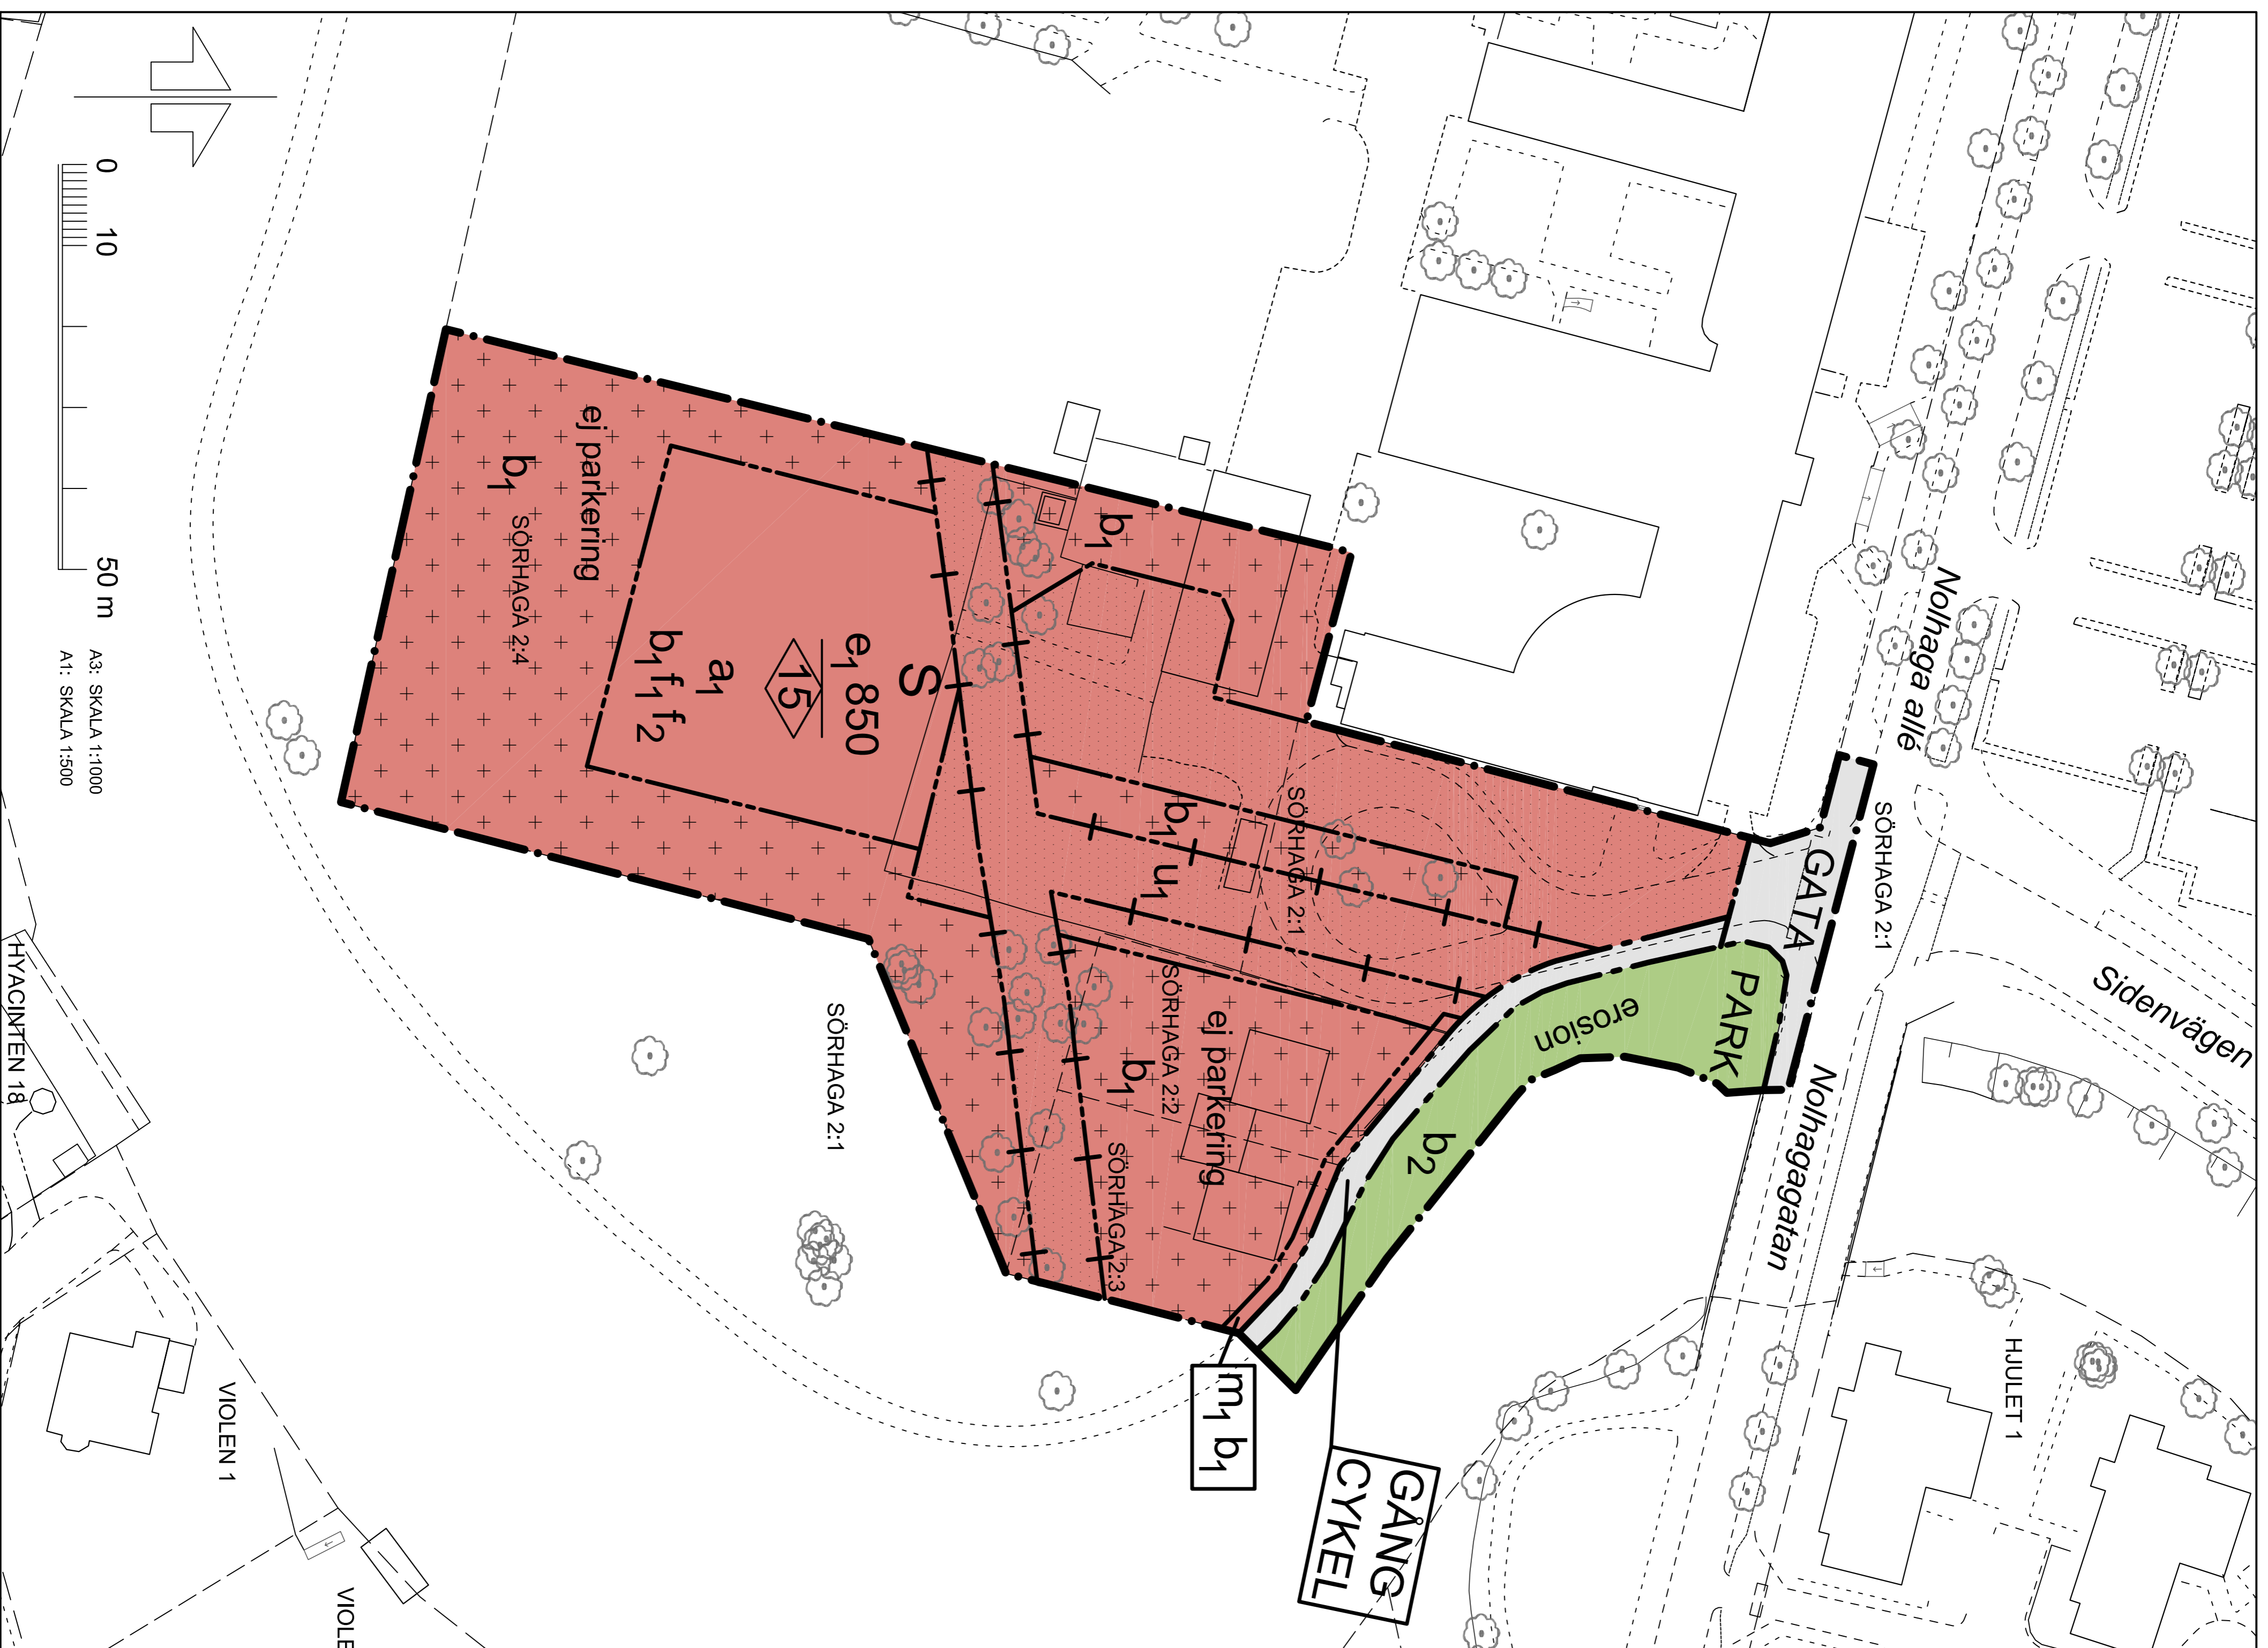 Sidenvägen
Nolhaga allé
SÖRHAGA 2:1
Nolhagagatan
HJULET 1
GATA
PARK
erosion
b2
GÅNG
CYKEL
SÖRHAGA 2:1
b1 u1
b1
ej parkering
SÖRHAGA 2:2
b1
SÖRHAGA 2:3
m1 b1
S
e1 850
15
a1
b1 f1 f2
ej parkering
b1
SÖRHAGA 2:4
SÖRHAGA 2:1
VIOLEN 1
VIOLE
HYACINTEN 18
0 10 50 m
A3: SKALA 1:1000
A1: SKALA 1:500